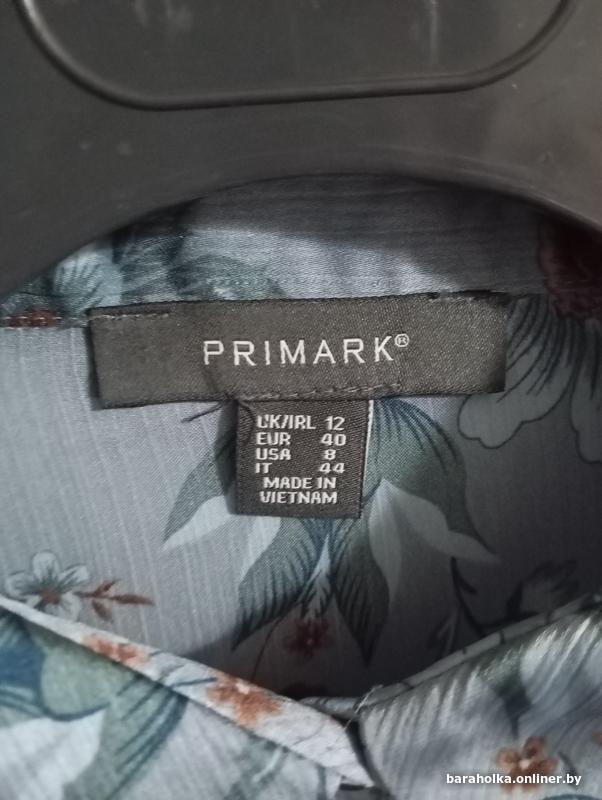 PRIMARK®
UK/IRL 12
EUR 40
USA 8
IT 44
MADE IN
VIETNAM
baraholka.onliner.by